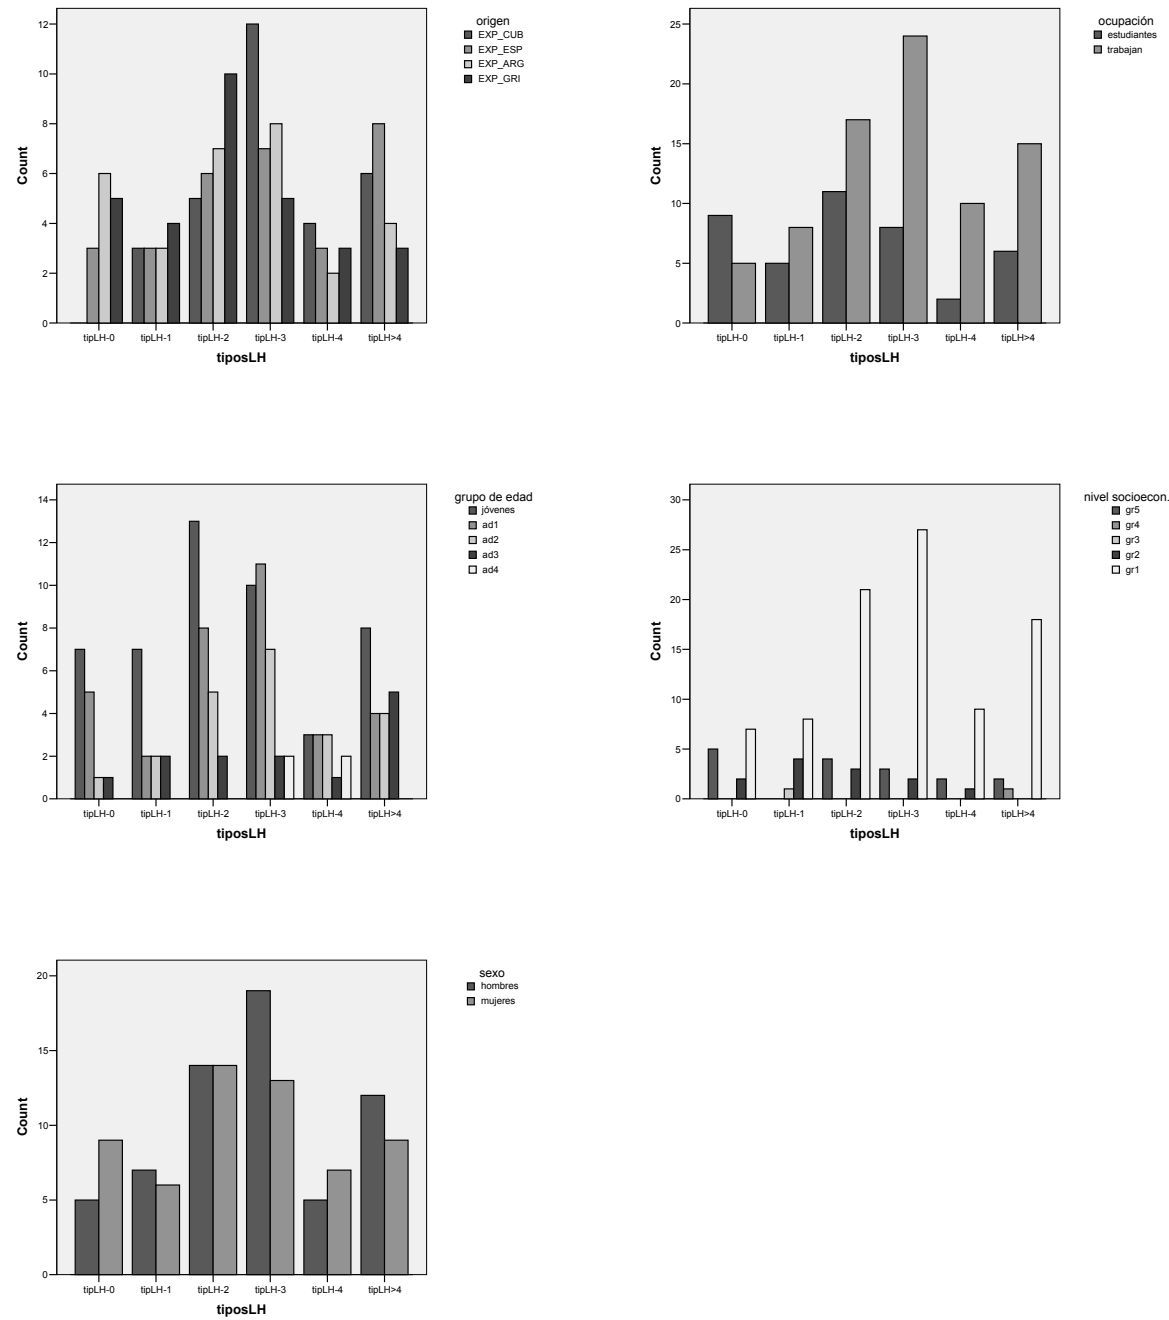 origen
EXP_CUB
EXP_ESP
EXP_ARG
EXP_GRI
12
10
8
6
4
2
0
Count
tipLH-0 tipLH-1 tipLH-2 tipLH-3 tipLH-4 tipLH>4
tiposLH
ocupación
estudiantes
trabajan
25
20
15
10
5
0
Count
tipLH-0 tipLH-1 tipLH-2 tipLH-3 tipLH-4 tipLH>4
tiposLH
grupo de edad
jóvenes
ad1
ad2
ad3
ad4
14
12
10
8
6
4
2
0
Count
tipLH-0 tipLH-1 tipLH-2 tipLH-3 tipLH-4 tipLH>4
tiposLH
nivel socioecon.
gr5
gr4
gr3
gr2
gr1
30
25
20
15
10
5
0
Count
tipLH-0 tipLH-1 tipLH-2 tipLH-3 tipLH-4 tipLH>4
tiposLH
sexo
hombres
mujeres
20
15
10
5
0
Count
tipLH-0 tipLH-1 tipLH-2 tipLH-3 tipLH-4 tipLH>4
tiposLH